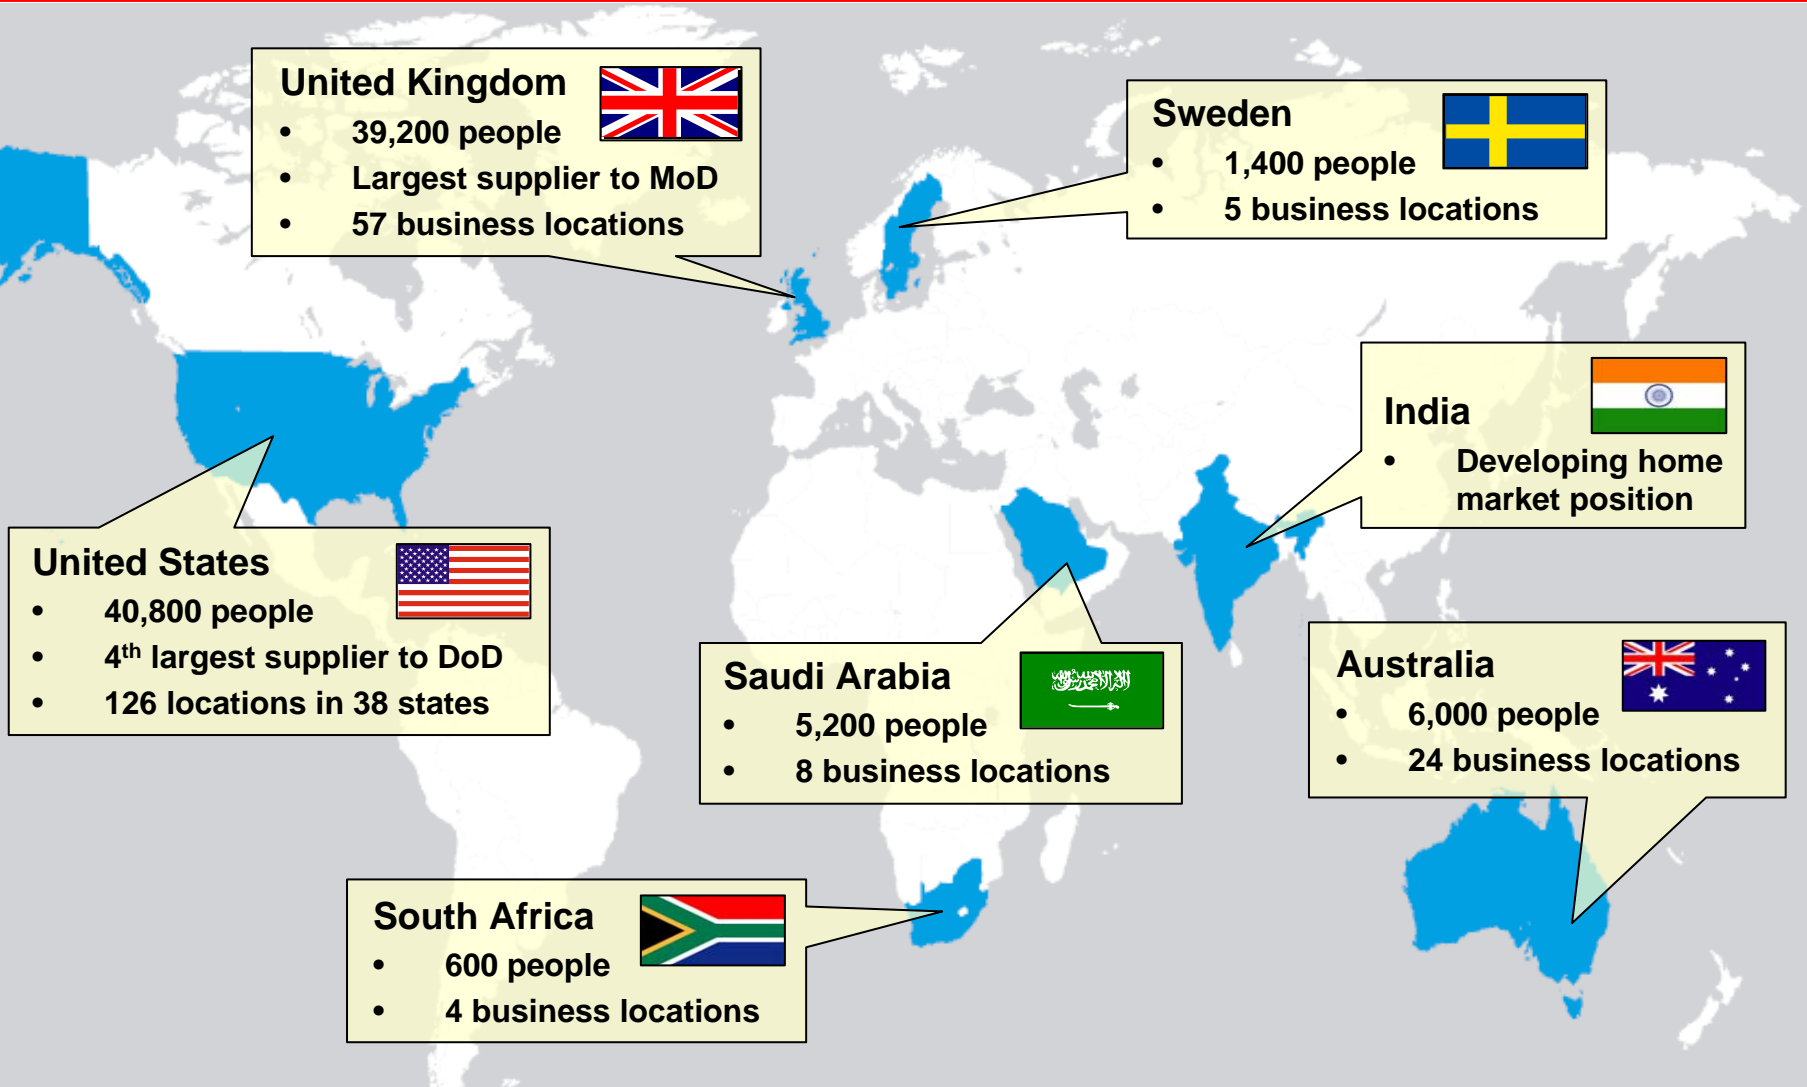 United Kingdom
• 39,200 people
• Largest supplier to MoD
• 57 business locations
Sweden
• 1,400 people
• 5 business locations
India
• Developing home
market position
United States
• 40,800 people
• 4th largest supplier to DoD
• 126 locations in 38 states
Saudi Arabia
• 5,200 people
• 8 business locations
Australia
• 6,000 people
• 24 business locations
South Africa
• 600 people
• 4 business locations